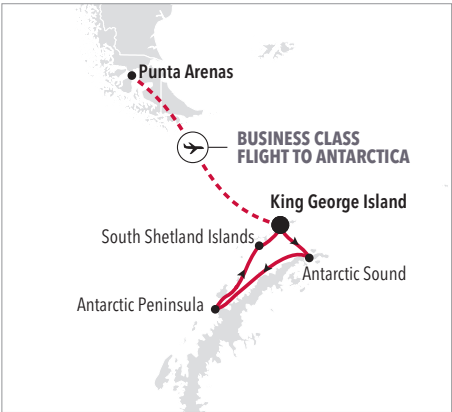 Punta Arenas
BUSINESS CLASS
FLIGHT TO ANTARCTICA
King George Island
South Shetland Islands
Antarctic Sound
Antarctic Peninsula